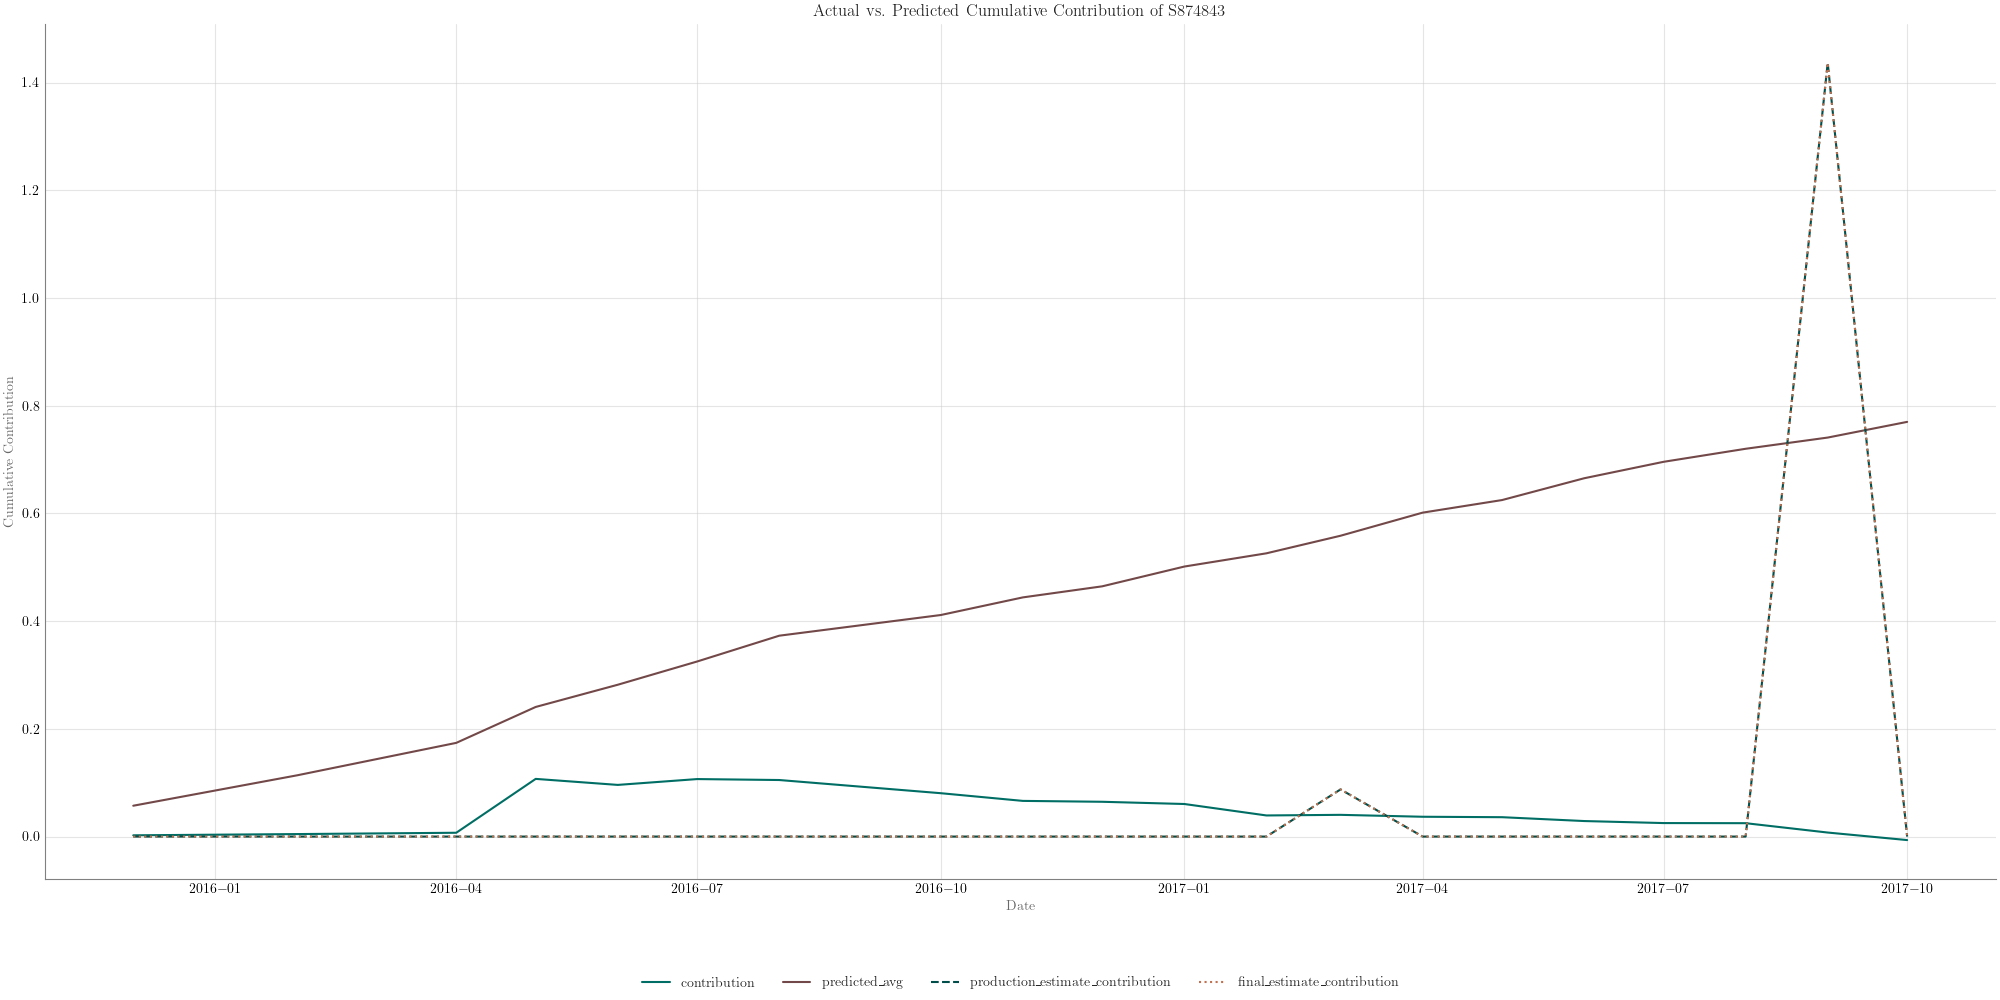 Actual vs. Predicted Cumulative Contribution of S874843
Cumulative Contribution
1.4
1.2
1.0
0.8
0.6
0.4
0.2
0.0
2016−01 2016−04 2016−07 2016−10 2017−01 2017−04 2017−07 2017−10
Date
contribution predicted_avg production_estimate_contribution final_estimate_contribution